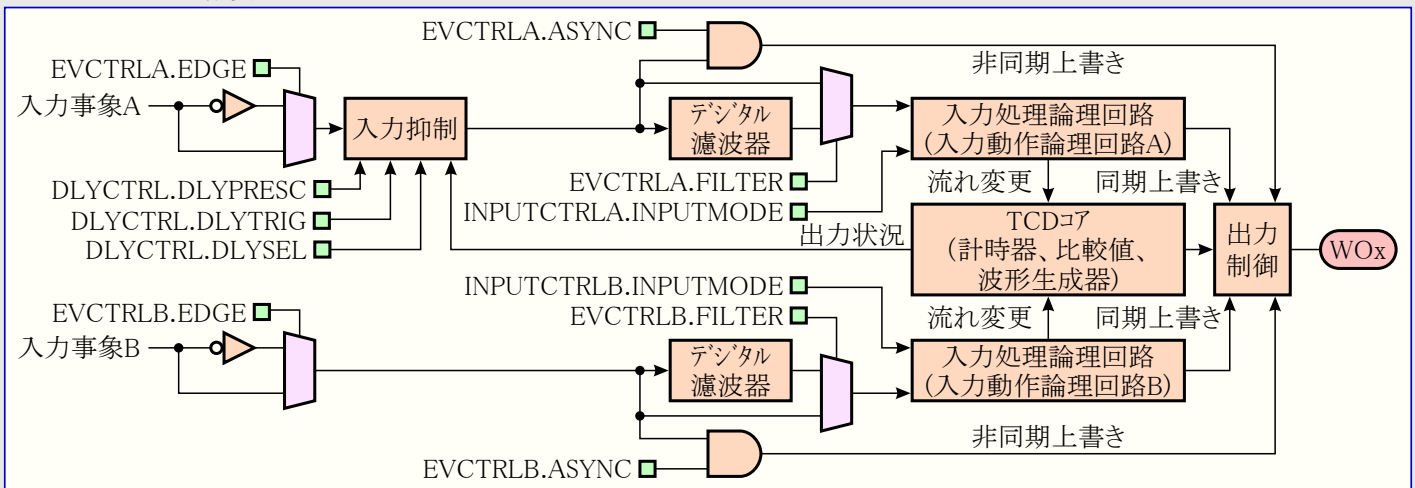 EVCTRLA.ASYNC
非同期上書き
EVCTRLA.EDGE
入力事象A
入力抑制
デジタル
濾波器
入力処理論理回路
(入力動作論理回路A)
DLYCTRL.DLYPRESC
DLYCTRL.DLYTRIG
DLYCTRL.DLYSEL
EVCTRLA.FILTER
INPUTCTRLA.INPUTMODE
流れ変更
同期上書き
出力状況
TCDコア
(計時器、比較値、
波形生成器)
出力
制御
WOx
INPUTCTRLB.INPUTMODE
EVCTRLB.FILTER
流れ変更
同期上書き
EVCTRLB.EDGE
入力事象B
デジタル
濾波器
入力処理論理回路
(入力動作論理回路B)
非同期上書き
EVCTRLB.ASYNC